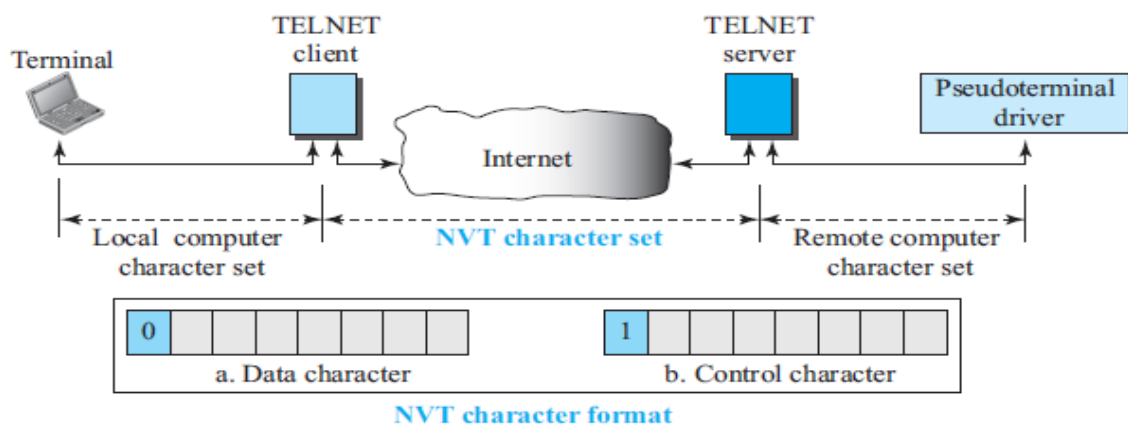 TELNET
client
TELNET
server
Terminal
Pseudoterminal
driver
Internet
Local computer
character set
NVT character set
Remote computer
character set
0
1
a. Data character
b. Control character
NVT character format